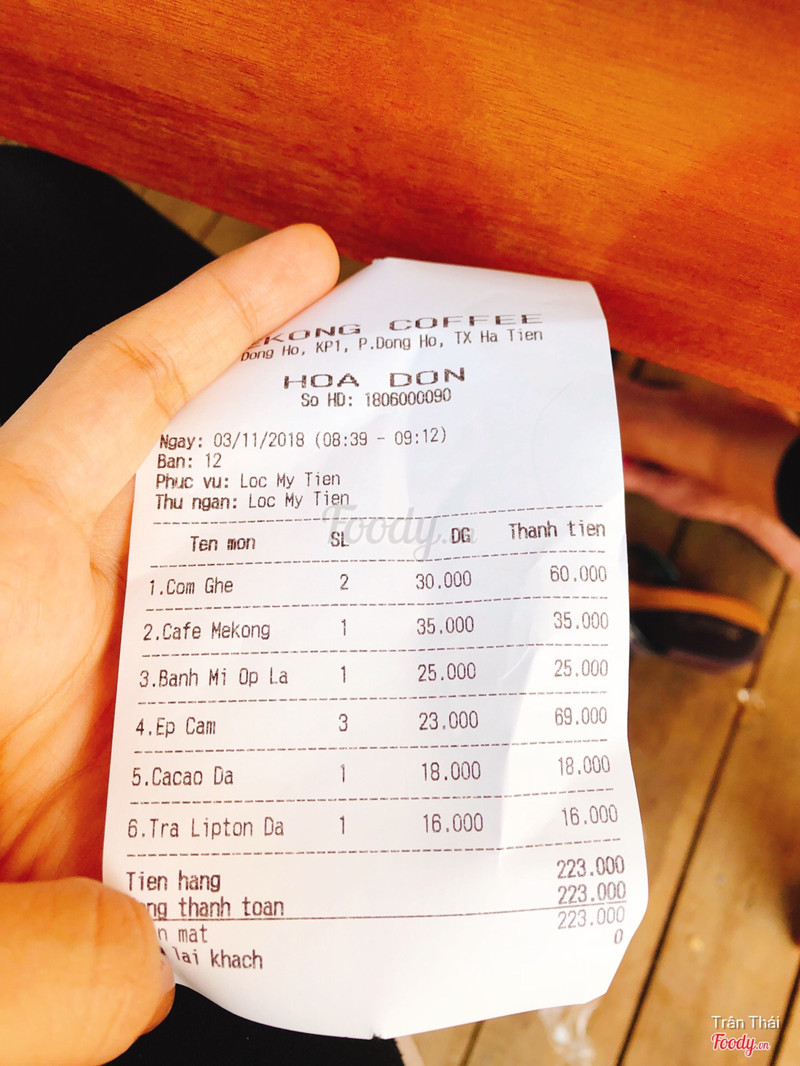 COFFEE
Dong Ho, KP1, P.Dong Ho, TX Ha Tien
HOA DON
So HD: 1806000090
Ngay: 03/11/2018 (08:39 - 09:12)
Ban: 12
Phuc vu: Loc My Tien
Thu ngan: Loc My Tien
Ten mon SL DG Thanh tien
1.Com Ghe 2 30.000 60.000
2.Cafe Mekong 1 35.000 35.000
3.Banh Mi Op La 1 25.000 25.000
4.Ep Cam 3 23.000 69.000
5.Cacao Da 1 18.000 18.000
6.Tra Lipton Da 1 16.000 16.000
Tien hang 223.000
thanh toan 223.000
mat 223.000
lai khach 0
Foody.vn
Trân Thái
Foody.vn